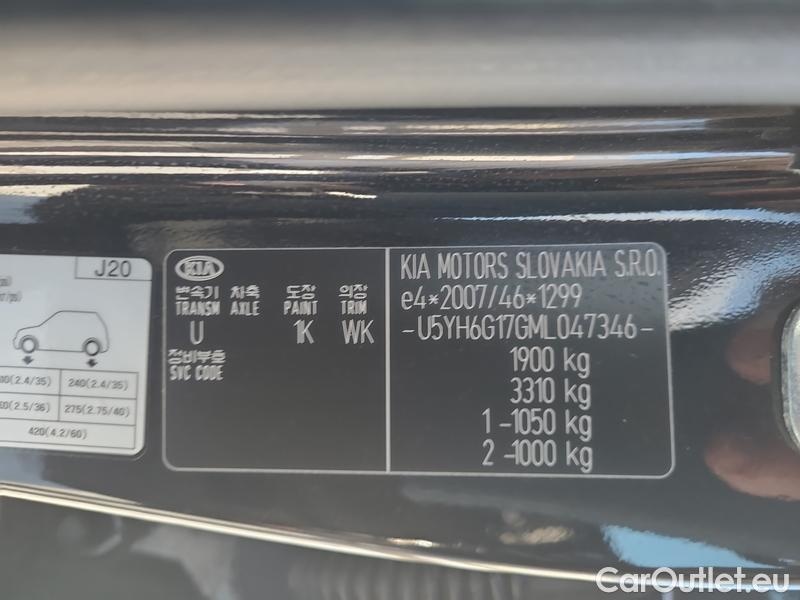 J20
240(2.4/35)
275(2.75/40)
420(4.2/60)
KIA
변속기 차축 도장 의장
TRANSM AXLE PAINT TRIM
U 1K WK
정비부호
SVC CODE
KIA MOTORS SLOVAKIA S.R.O.
e4*2007/46*1299
-U5YH6G17GML047346-
1900 kg
3310 kg
1 -1050 kg
2 -1000 kg
CarOutlet.eu